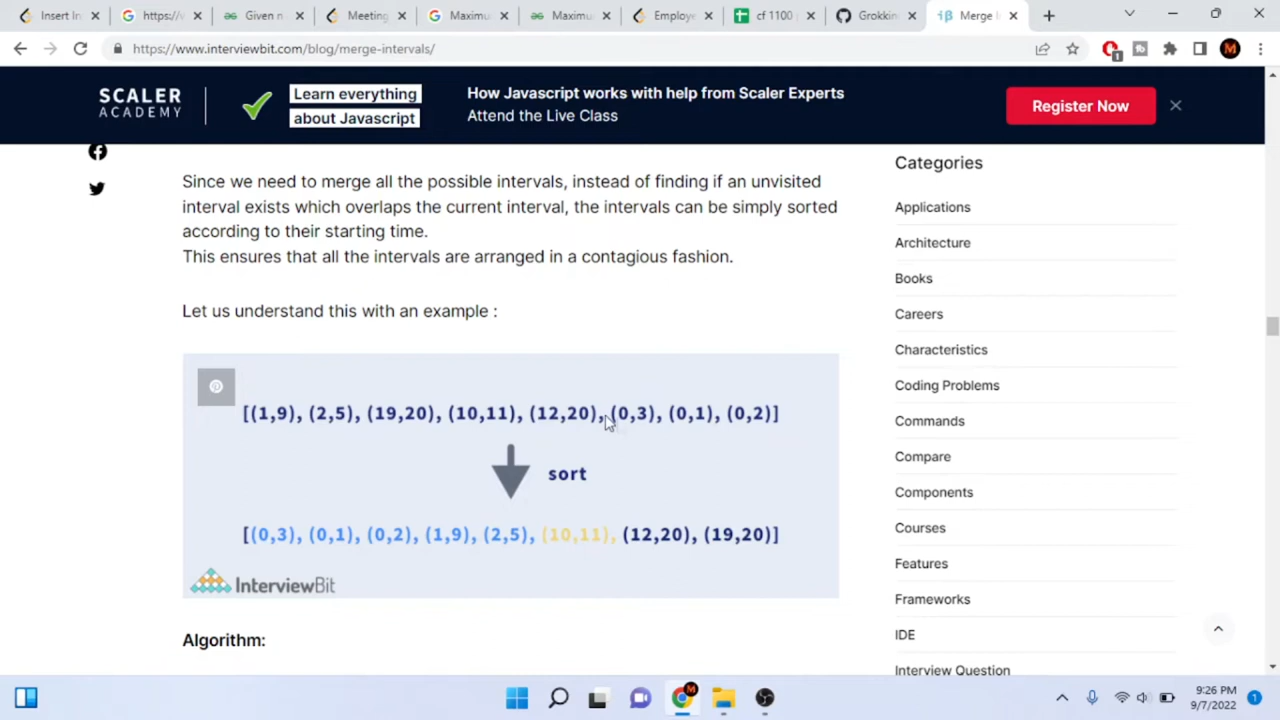 Insert In
https://v
Given n
Meeting
Maximu
Maximu
Employe
cf 1100
Grokkin
Merge I
https://www.interviewbit.com/blog/merge-intervals/
1
M
SCALER
ACADEMY
Learn everything
about Javascript
How Javascript works with help from Scaler Experts
Attend the Live Class
Register Now
Since we need to merge all the possible intervals, instead of finding if an unvisited
interval exists which overlaps the current interval, the intervals can be simply sorted
according to their starting time.
This ensures that all the intervals are arranged in a contagious fashion.
Let us understand this with an example :
[(1,9), (2,5), (19,20), (10,11), (12,20), (0,3), (0,1), (0,2)]
sort
[(0,3), (0,1), (0,2), (1,9), (2,5), (10,11), (12,20), (19,20)]
InterviewBit
Algorithm:
Categories
Applications
Architecture
Books
Careers
Characteristics
Coding Problems
Commands
Compare
Components
Courses
Features
Frameworks
IDE
Interview Question
M
9:26 PM
9/7/2022
1